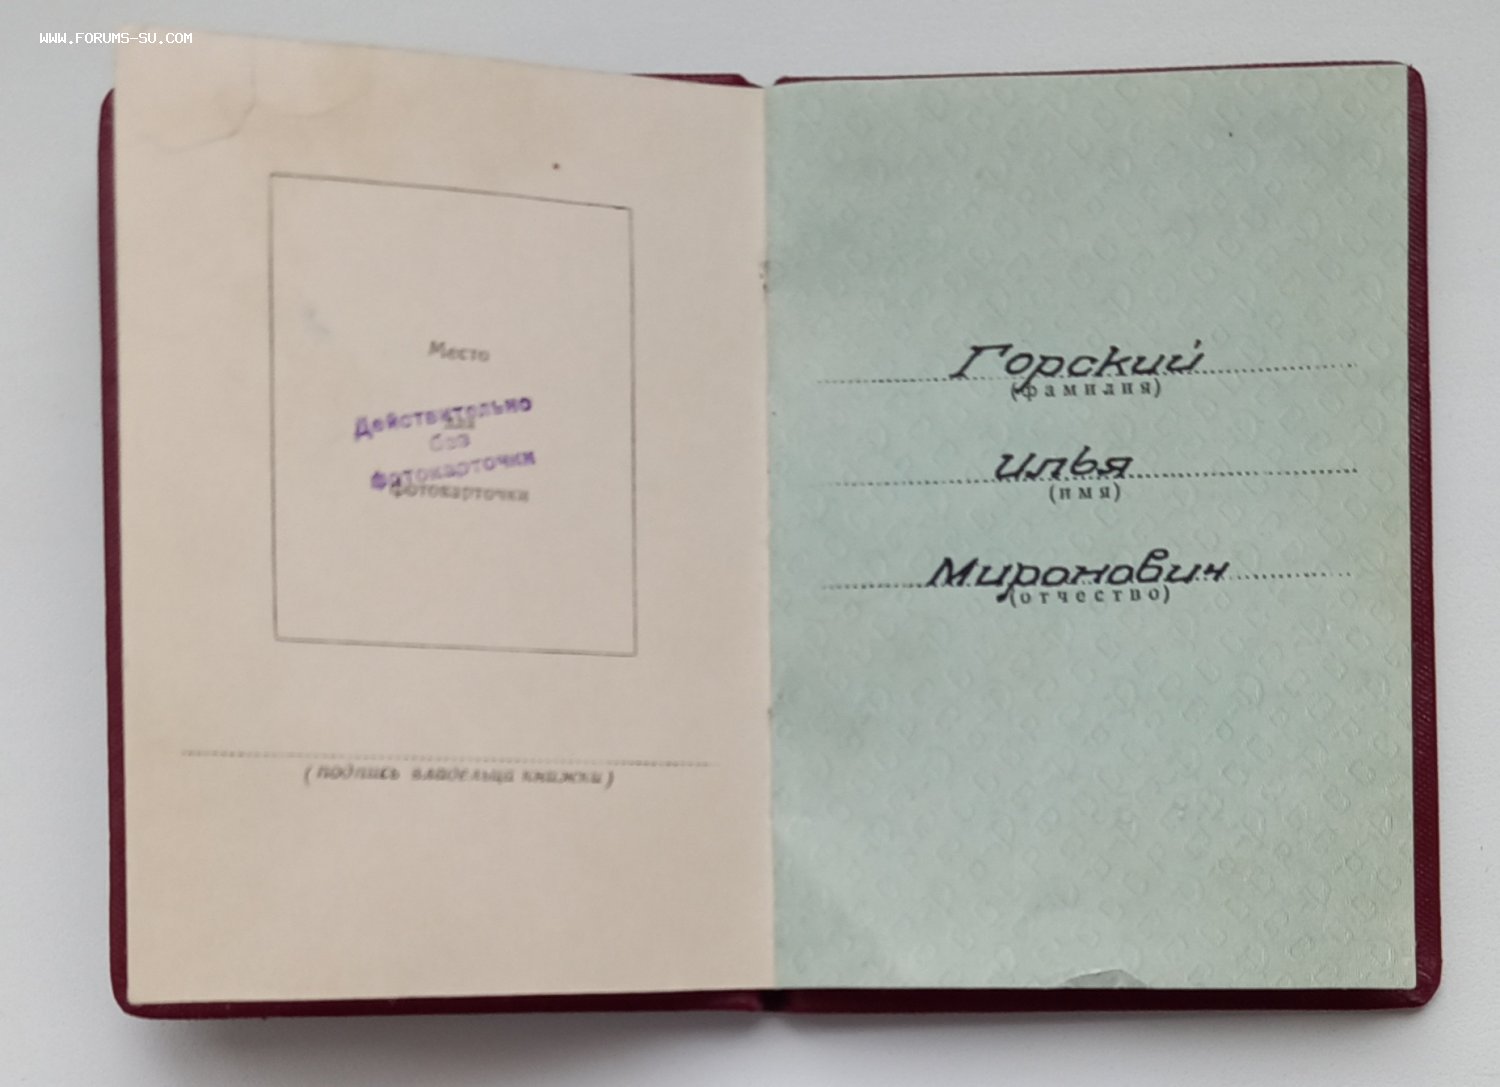 WWW.FORUMS-SU.COM
Место
для
фотокарточки
Действительно
без
фотокарточки
(подпись владельца книжки)
Горский
(фамилия)
Илья
(имя)
Миронович
(отчество)